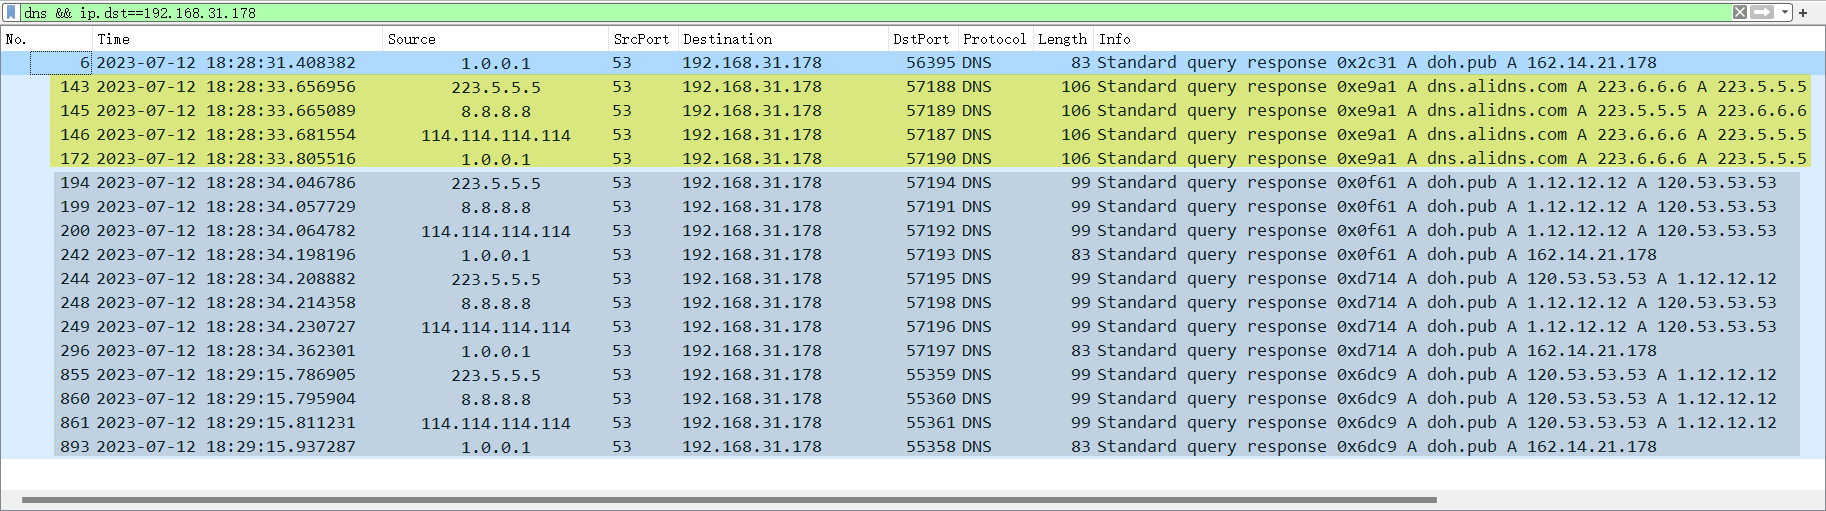 dns && ip.dst==192.168.31.178
No. Time Source SrcPort Destination DstPort Protocol Length Info
6 2023-07-12 18:28:31.408382 1.0.0.1 53 192.168.31.178 56395 DNS 83 Standard query response 0x2c31 A doh.pub A 162.14.21.178
143 2023-07-12 18:28:33.656956 223.5.5.5 53 192.168.31.178 57188 DNS 106 Standard query response 0xe9a1 A dns.alidns.com A 223.6.6.6 A 223.5.5.5
145 2023-07-12 18:28:33.665089 8.8.8.8 53 192.168.31.178 57189 DNS 106 Standard query response 0xe9a1 A dns.alidns.com A 223.5.5.5 A 223.6.6.6
146 2023-07-12 18:28:33.681554 114.114.114.114 53 192.168.31.178 57187 DNS 106 Standard query response 0xe9a1 A dns.alidns.com A 223.6.6.6 A 223.5.5.5
172 2023-07-12 18:28:33.805516 1.0.0.1 53 192.168.31.178 57190 DNS 106 Standard query response 0xe9a1 A dns.alidns.com A 223.6.6.6 A 223.5.5.5
194 2023-07-12 18:28:34.046786 223.5.5.5 53 192.168.31.178 57194 DNS 99 Standard query response 0x0f61 A doh.pub A 1.12.12.12 A 120.53.53.53
199 2023-07-12 18:28:34.057729 8.8.8.8 53 192.168.31.178 57191 DNS 99 Standard query response 0x0f61 A doh.pub A 1.12.12.12 A 120.53.53.53
200 2023-07-12 18:28:34.064782 114.114.114.114 53 192.168.31.178 57192 DNS 99 Standard query response 0x0f61 A doh.pub A 1.12.12.12 A 120.53.53.53
242 2023-07-12 18:28:34.198196 1.0.0.1 53 192.168.31.178 57193 DNS 83 Standard query response 0x0f61 A doh.pub A 162.14.21.178
244 2023-07-12 18:28:34.208882 223.5.5.5 53 192.168.31.178 57195 DNS 99 Standard query response 0xd714 A doh.pub A 120.53.53.53 A 1.12.12.12
248 2023-07-12 18:28:34.214358 8.8.8.8 53 192.168.31.178 57198 DNS 99 Standard query response 0xd714 A doh.pub A 1.12.12.12 A 120.53.53.53
249 2023-07-12 18:28:34.230727 114.114.114.114 53 192.168.31.178 57196 DNS 99 Standard query response 0xd714 A doh.pub A 1.12.12.12 A 120.53.53.53
296 2023-07-12 18:28:34.362301 1.0.0.1 53 192.168.31.178 57197 DNS 83 Standard query response 0xd714 A doh.pub A 162.14.21.178
855 2023-07-12 18:29:15.786905 223.5.5.5 53 192.168.31.178 55359 DNS 99 Standard query response 0x6dc9 A doh.pub A 120.53.53.53 A 1.12.12.12
860 2023-07-12 18:29:15.795904 8.8.8.8 53 192.168.31.178 55360 DNS 99 Standard query response 0x6dc9 A doh.pub A 120.53.53.53 A 1.12.12.12
861 2023-07-12 18:29:15.811231 114.114.114.114 53 192.168.31.178 55361 DNS 99 Standard query response 0x6dc9 A doh.pub A 120.53.53.53 A 1.12.12.12
893 2023-07-12 18:29:15.937287 1.0.0.1 53 192.168.31.178 55358 DNS 83 Standard query response 0x6dc9 A doh.pub A 162.14.21.178